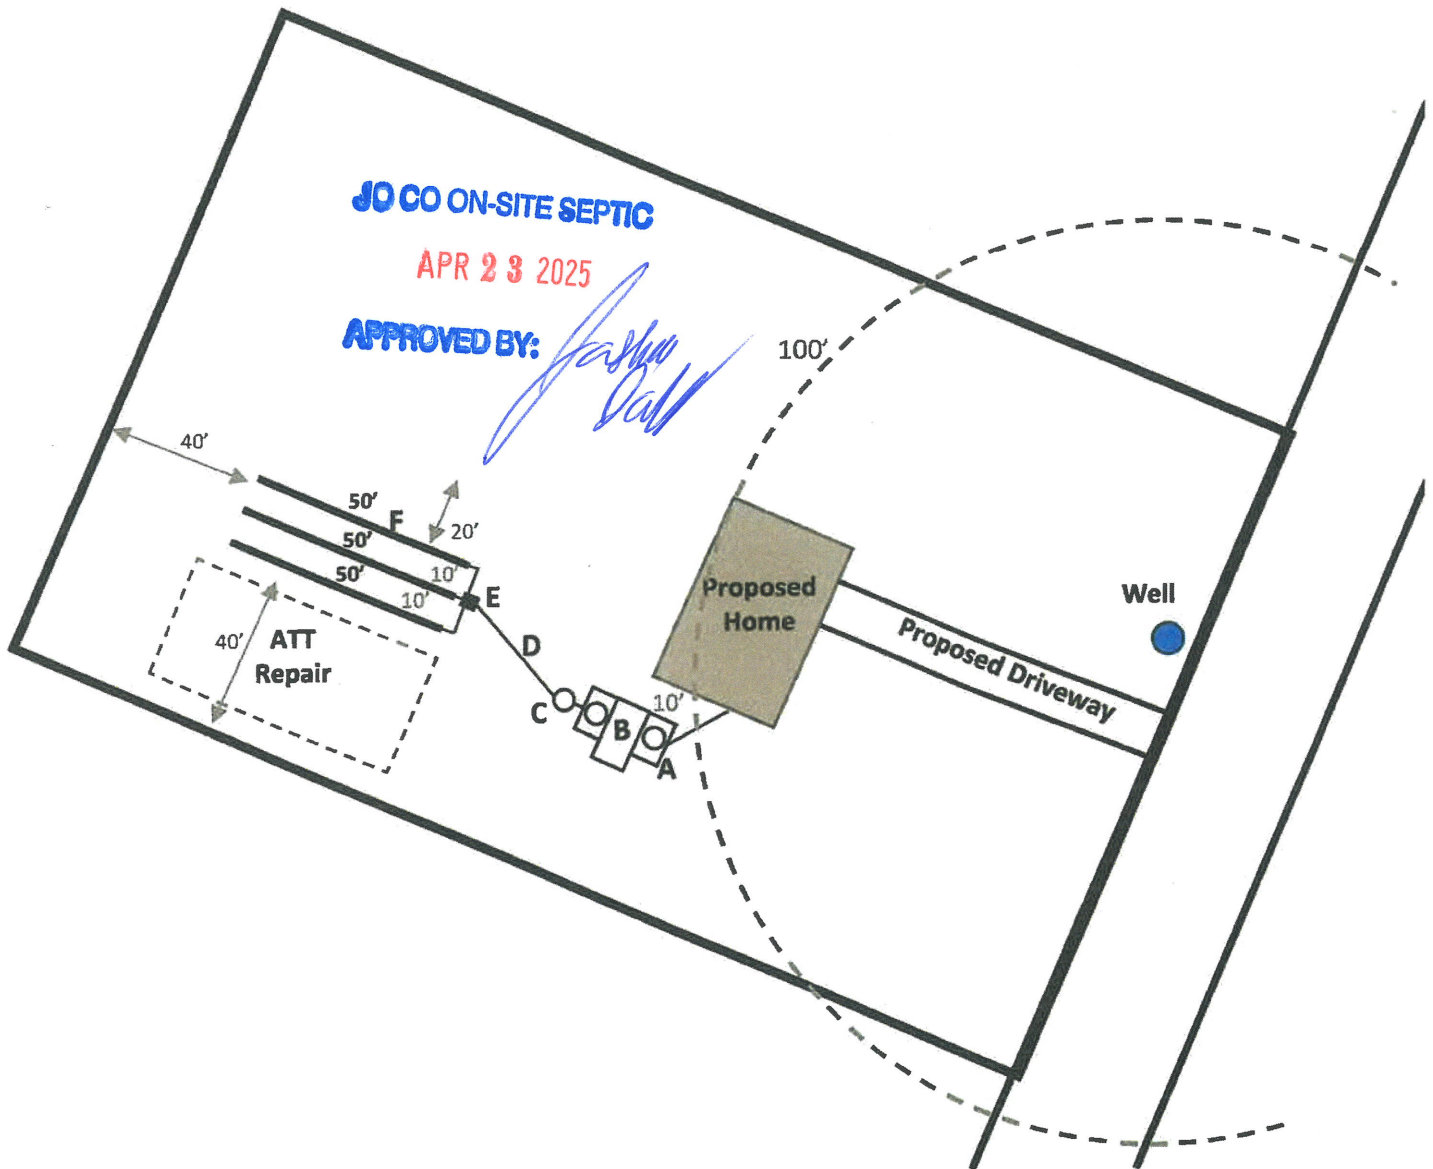 JO CO ON-SITE SEPTIC
APR 23 2025
APPROVED BY:
100'
40'
50'
F
20'
50'
10'
50'
10'
E
40'
ATT
Repair
D
C
B
10'
A
Proposed
Home
Proposed Driveway
Well